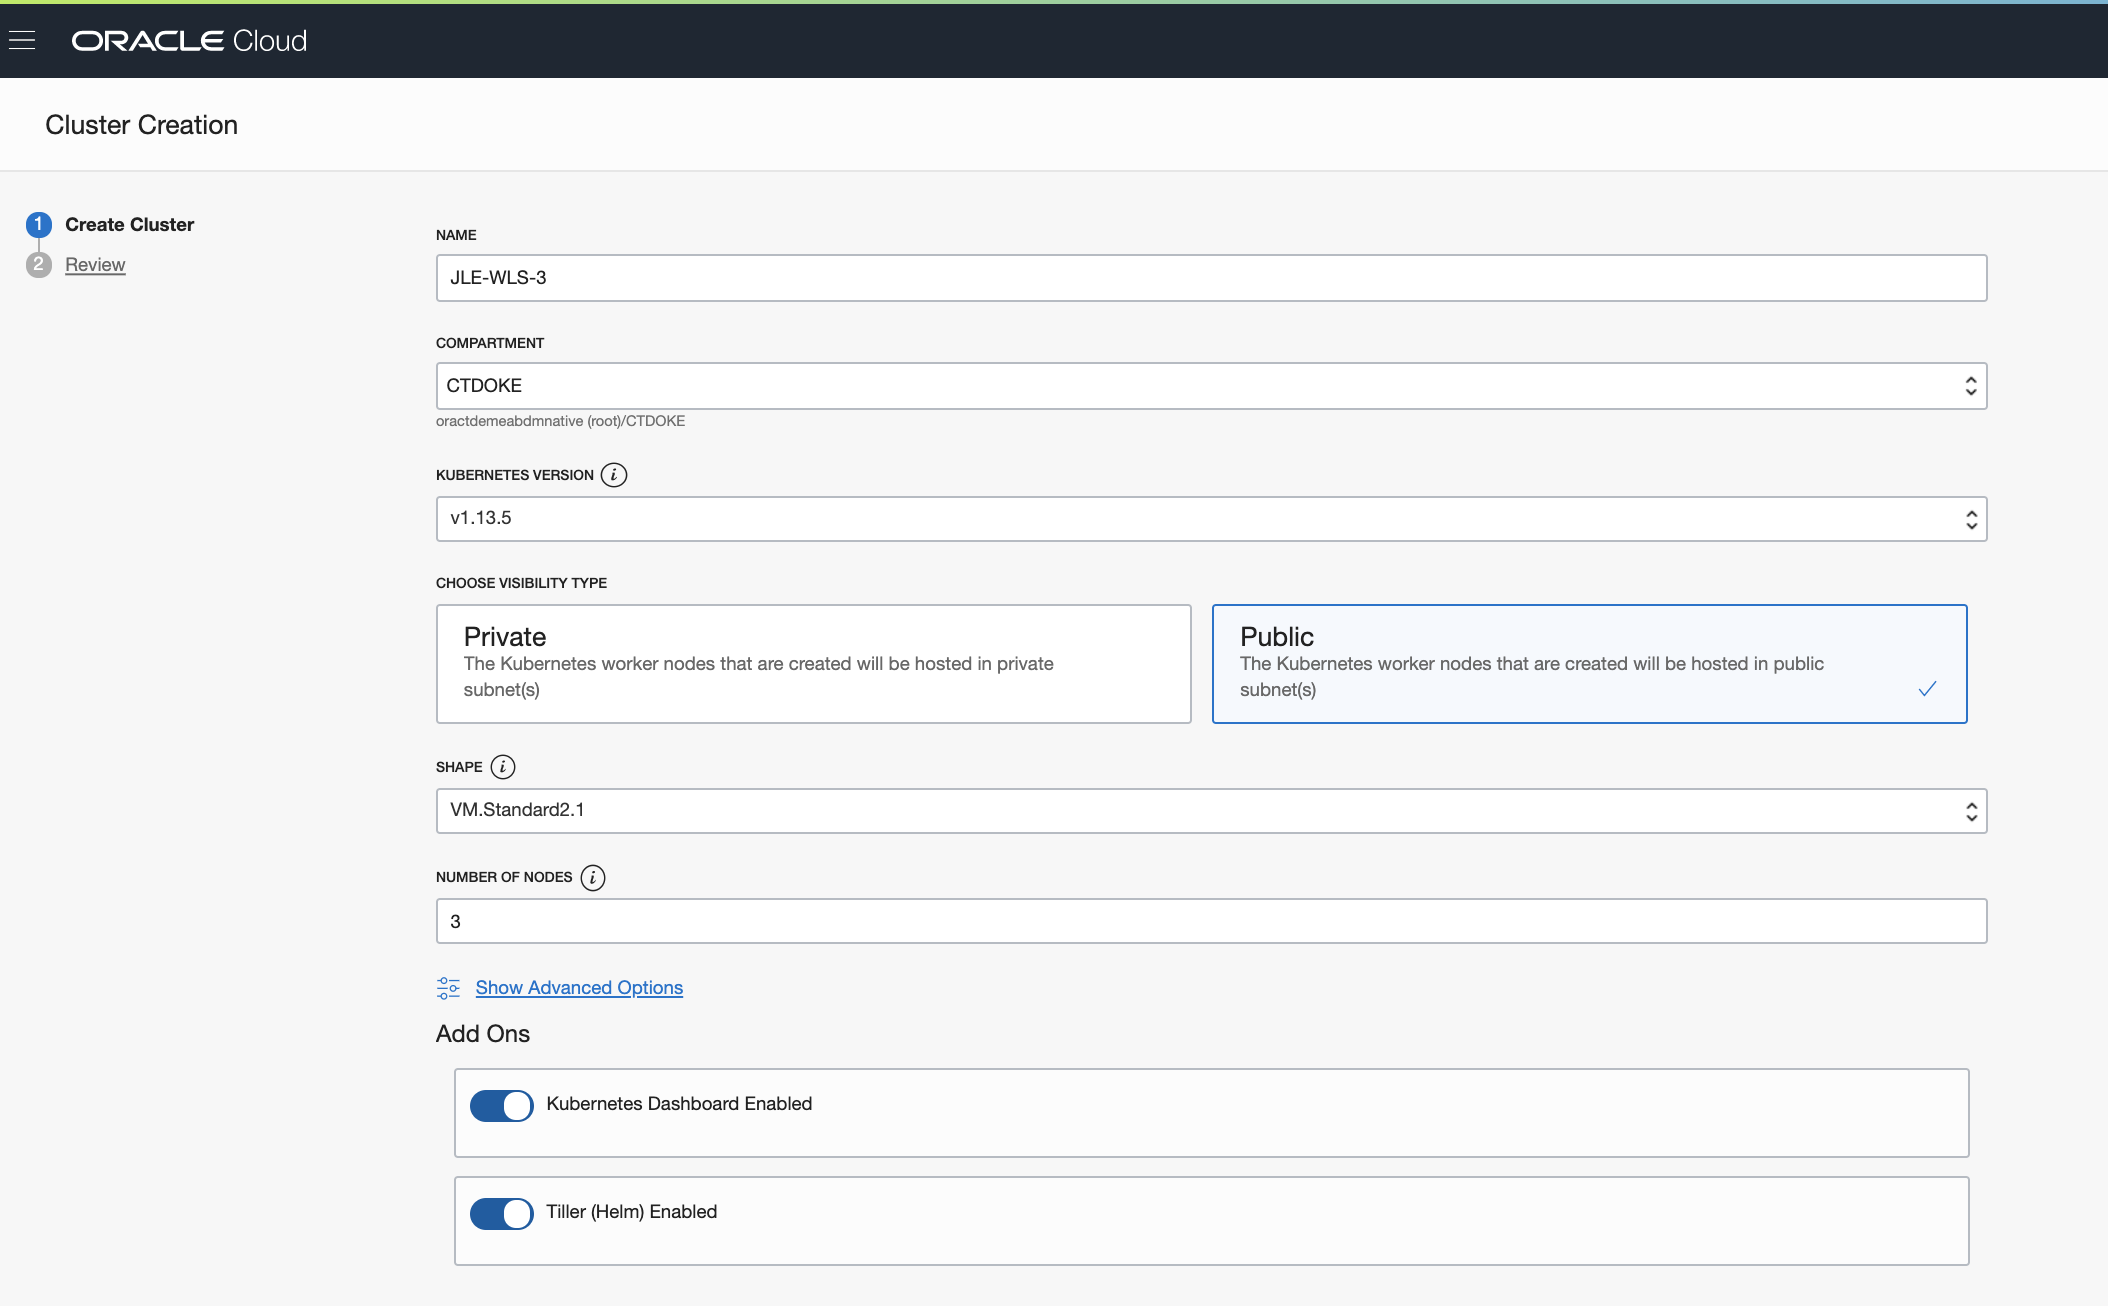 ORACLE Cloud
Cluster Creation
1 Create Cluster
2 Review
NAME
JLE-WLS-3
COMPARTMENT
CTDOKE
oractdemeabdmnative (root)/CTDOKE
KUBERNETES VERSION i
v1.13.5
CHOOSE VISIBILITY TYPE
Private
The Kubernetes worker nodes that are created will be hosted in private
subnet(s)
Public
The Kubernetes worker nodes that are created will be hosted in public
subnet(s)
SHAPE i
VM.Standard2.1
NUMBER OF NODES i
3
Show Advanced Options
Add Ons
Kubernetes Dashboard Enabled
Tiller (Helm) Enabled